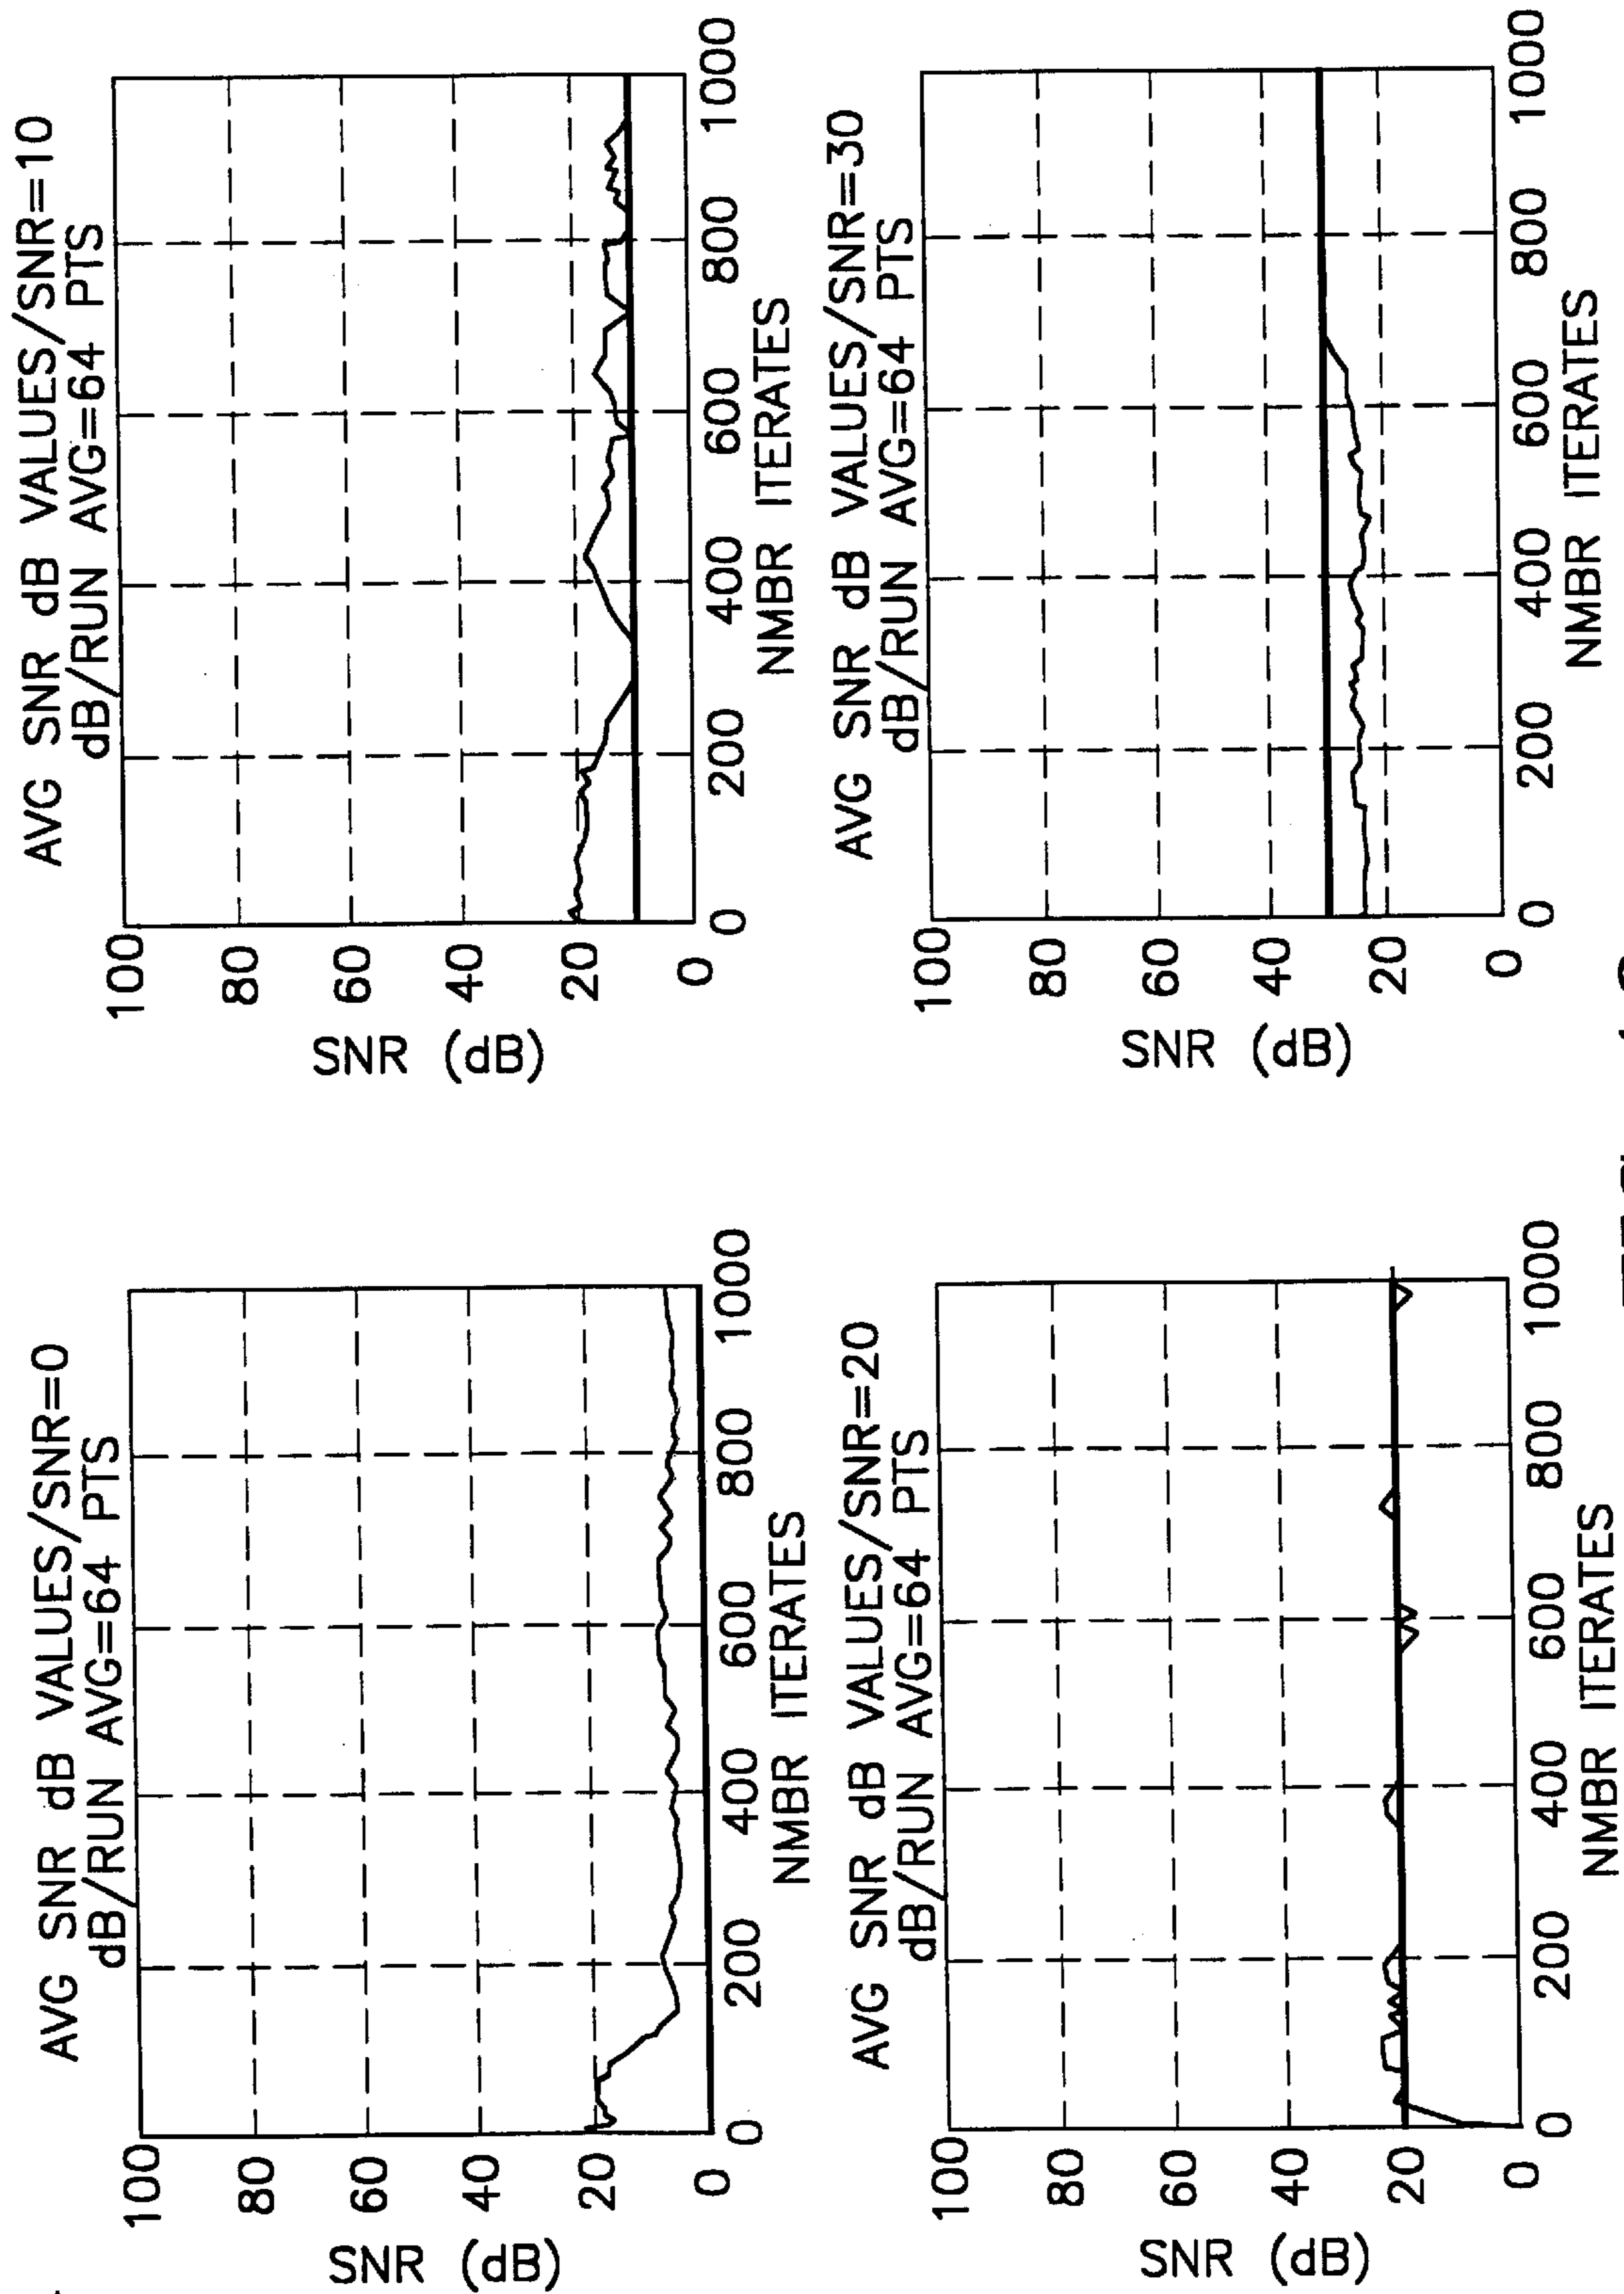 AVG SNR dB VALUES/SNR=0
dB/RUN AVG=64 PTS
SNR (dB)
100
80
60
40
20
0
0 200 400 600 800 1000
NMBR ITERATES
AVG SNR dB VALUES/SNR=10
dB/RUN AVG=64 PTS
SNR (dB)
100
80
60
40
20
0
0 200 400 600 800 1000
NMBR ITERATES
AVG SNR dB VALUES/SNR=20
dB/RUN AVG=64 PTS
SNR (dB)
100
80
60
40
20
0
0 200 400 600 800 1000
NMBR ITERATES
AVG SNR dB VALUES/SNR=30
dB/RUN AVG=64 PTS
SNR (dB)
100
80
60
40
20
0
0 200 400 600 800 1000
NMBR ITERATES